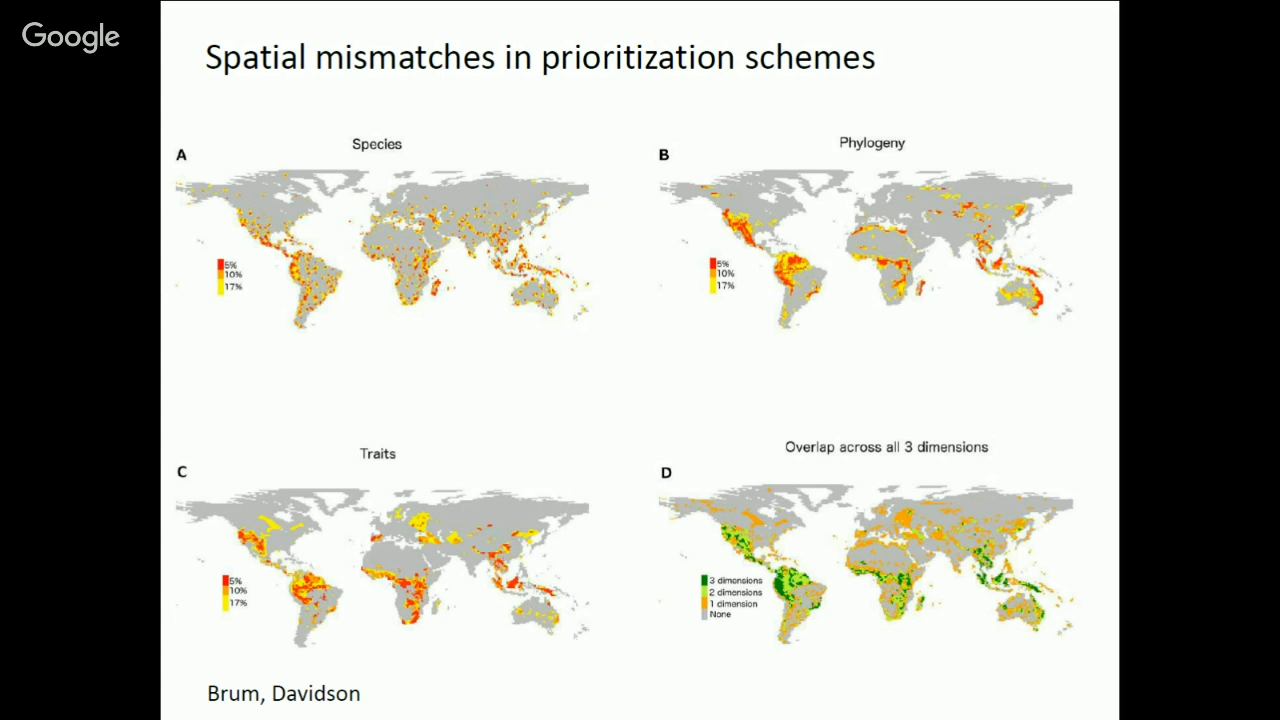 Google
Spatial mismatches in prioritization schemes
A
Species
5%
10%
17%
B
Phylogeny
5%
10%
17%
C
Traits
5%
10%
17%
D
Overlap across all 3 dimensions
3 dimensions
2 dimensions
1 dimension
None
Brum, Davidson